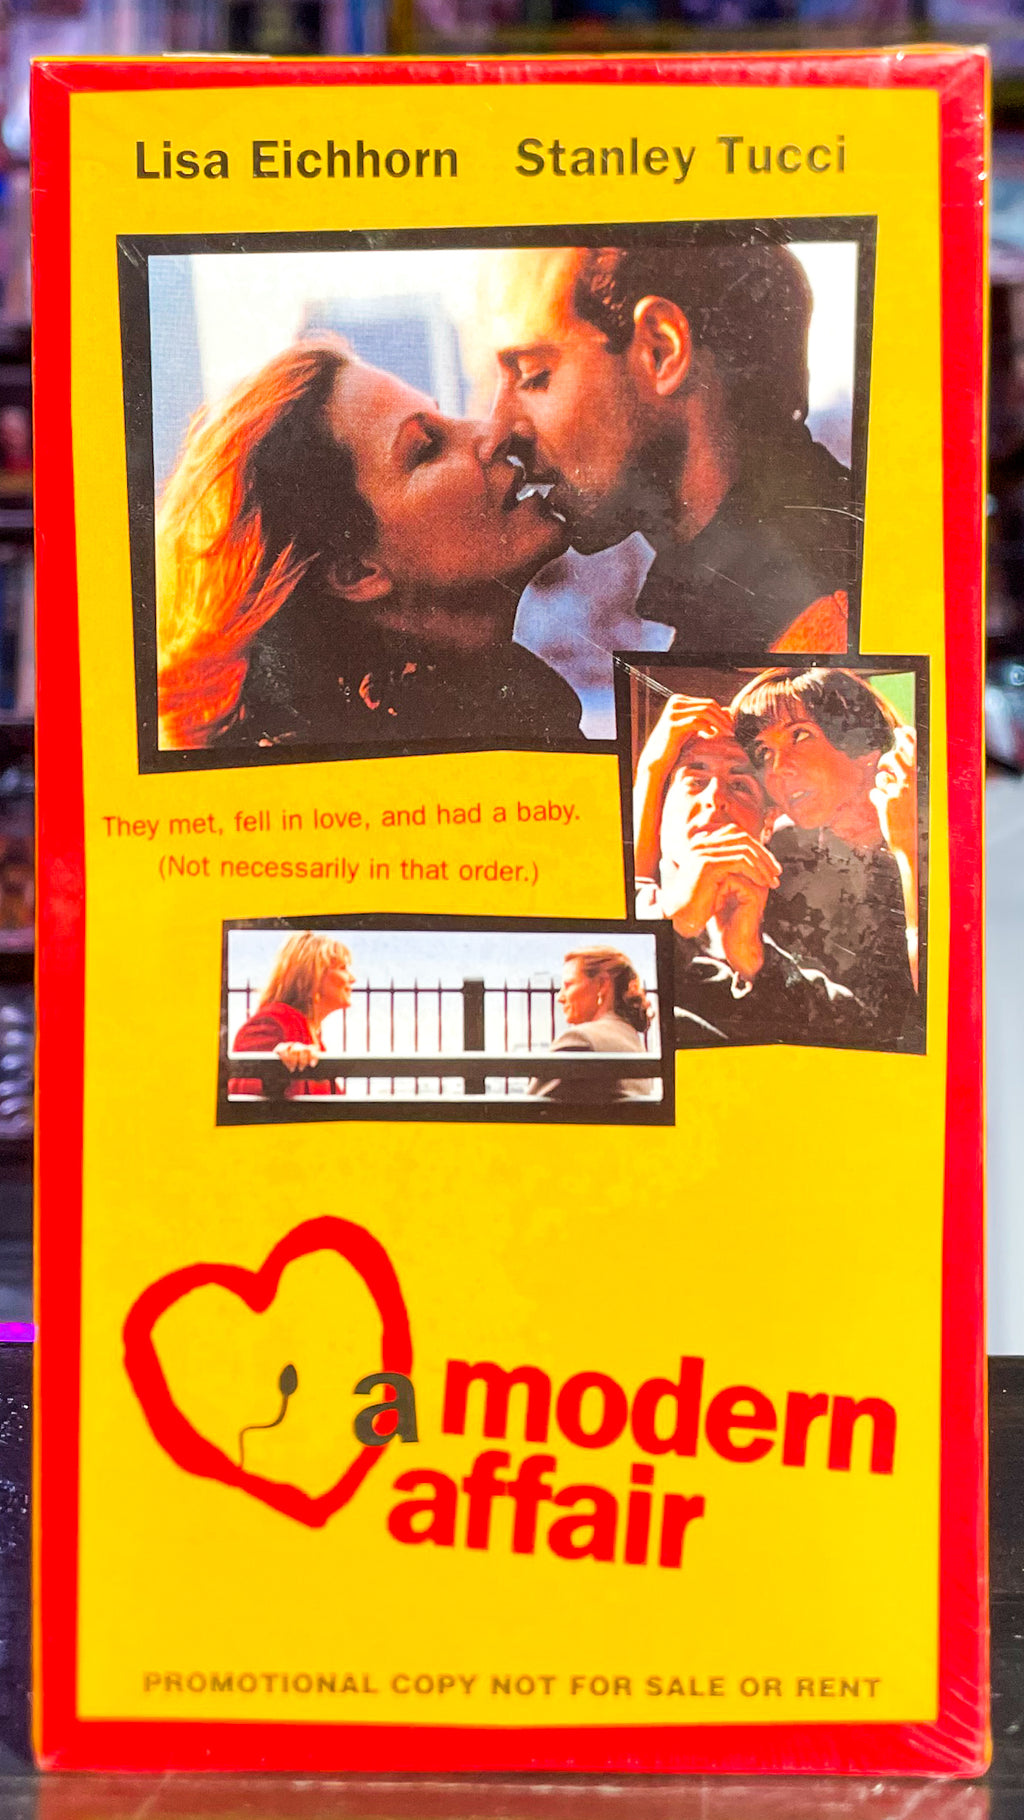 Lisa Eichhorn Stanley Tucci
They met, fell in love, and had a baby.
(Not necessarily in that order.)
a modern
affair
PROMOTIONAL COPY NOT FOR SALE OR RENT